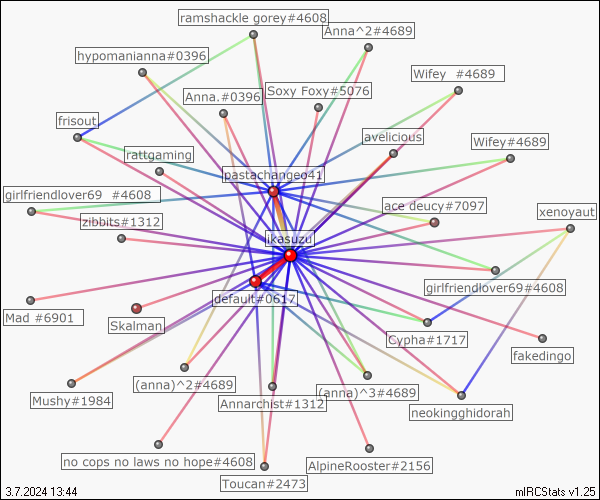 ramshackle gorey#4608
Anna^2#4689
hypomanianna#0396
Wifey  #4689
Soxy Foxy#5076
Anna.#0396
frisout
avelicious
Wifey#4689
rattgaming
pastachangeo41
girlfriendlover69  #4608
ace deucy#7097
xenoyaut
zibbits#1312
ikasuzu
girlfriendlover69#4608
default#0617
Mad #6901
Skalman
Cypha#1717
fakedingo
(anna)^2#4689
(anna)^3#4689
Mushy#1984
Annarchist#1312
neokingghidorah
no cops no laws no hope#4608
AlpineRooster#2156
Toucan#2473
3.7.2024 13:44
mIRCStats v1.25